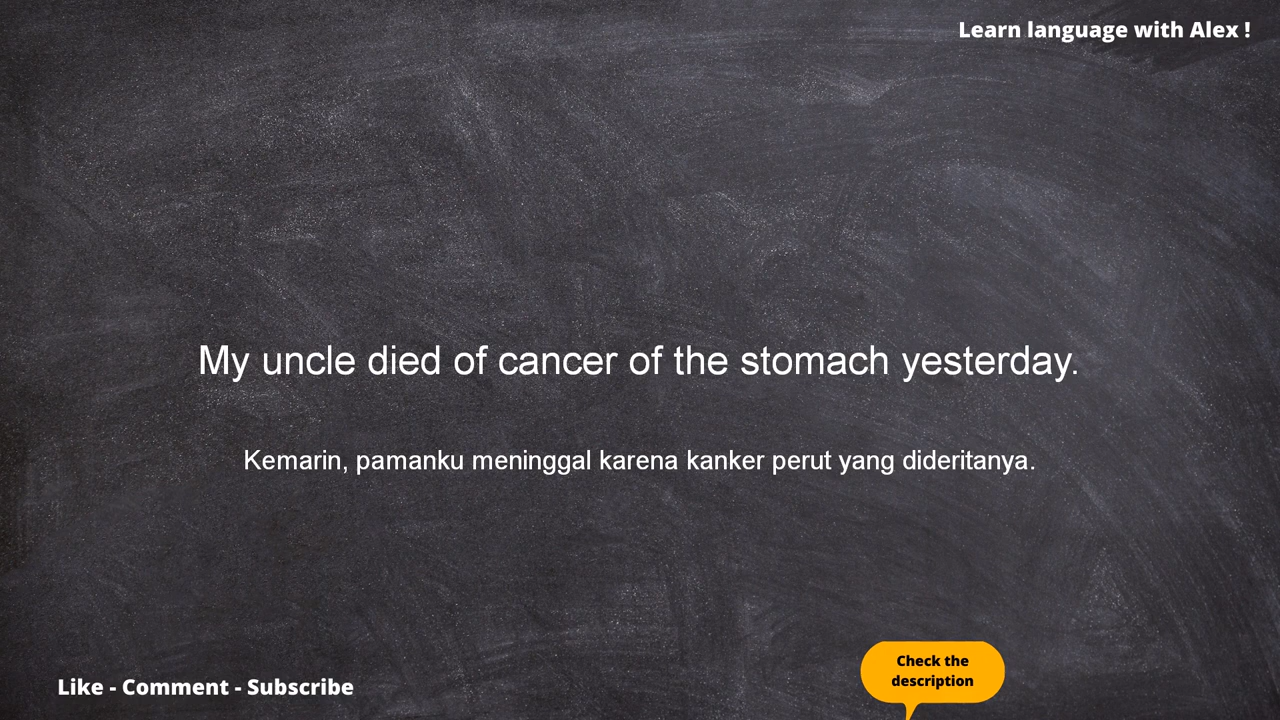 Learn language with Alex !
My uncle died of cancer of the stomach yesterday.
Kemarin, pamanku meninggal karena kanker perut yang dideritanya.
Check the
description
Like - Comment - Subscribe